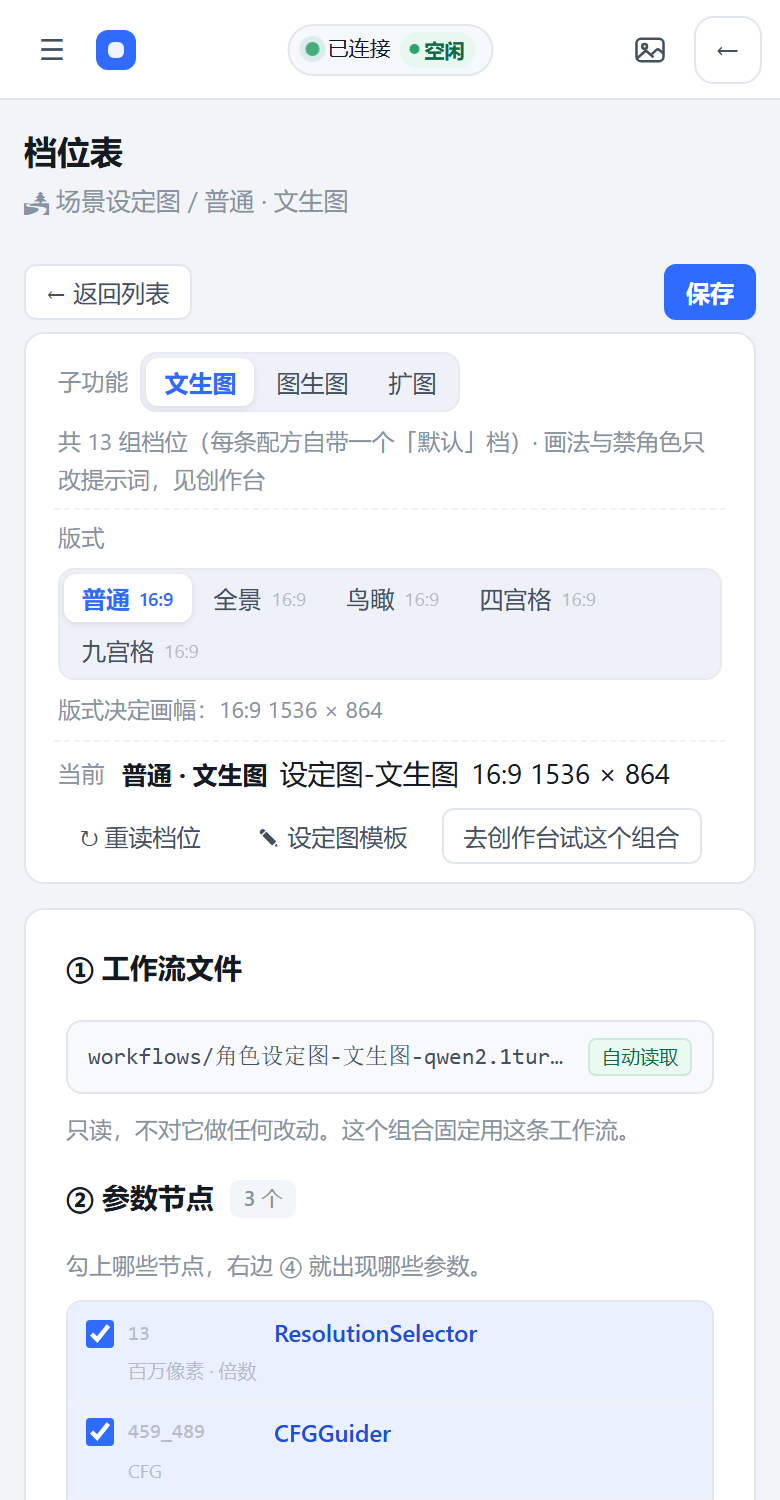 已连接 空闲
←
档位表
场景设定图 / 普通 · 文生图
← 返回列表
保存
子功能 文生图 图生图 扩图
共 13 组档位（每条配方自带一个「默认」档）· 画法与禁角色只
改提示词，见创作台
版式
普通 16:9 全景 16:9 鸟瞰 16:9 四宫格 16:9
九宫格 16:9
版式决定画幅：16:9 1536 × 864
当前 普通 · 文生图 设定图-文生图 16:9 1536 × 864
↻ 重读档位 ✎ 设定图模板 去创作台试这个组合
① 工作流文件
workflows/角色设定图-文生图-qwen2.1tur… 自动读取
只读，不对它做任何改动。这个组合固定用这条工作流。
② 参数节点 3 个
勾上哪些节点，右边 ④ 就出现哪些参数。
13 ResolutionSelector
百万像素 · 倍数
459_489 CFGGuider
CFG